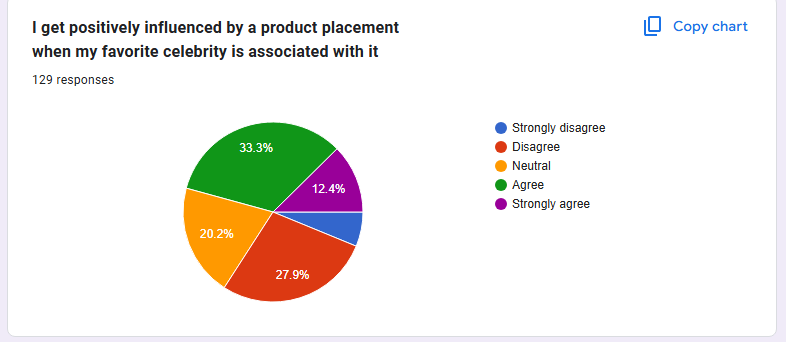 I get positively influenced by a product placement
when my favorite celebrity is associated with it
Copy chart
129 responses
33.3%
12.4%
20.2%
27.9%
Strongly disagree
Disagree
Neutral
Agree
Strongly agree